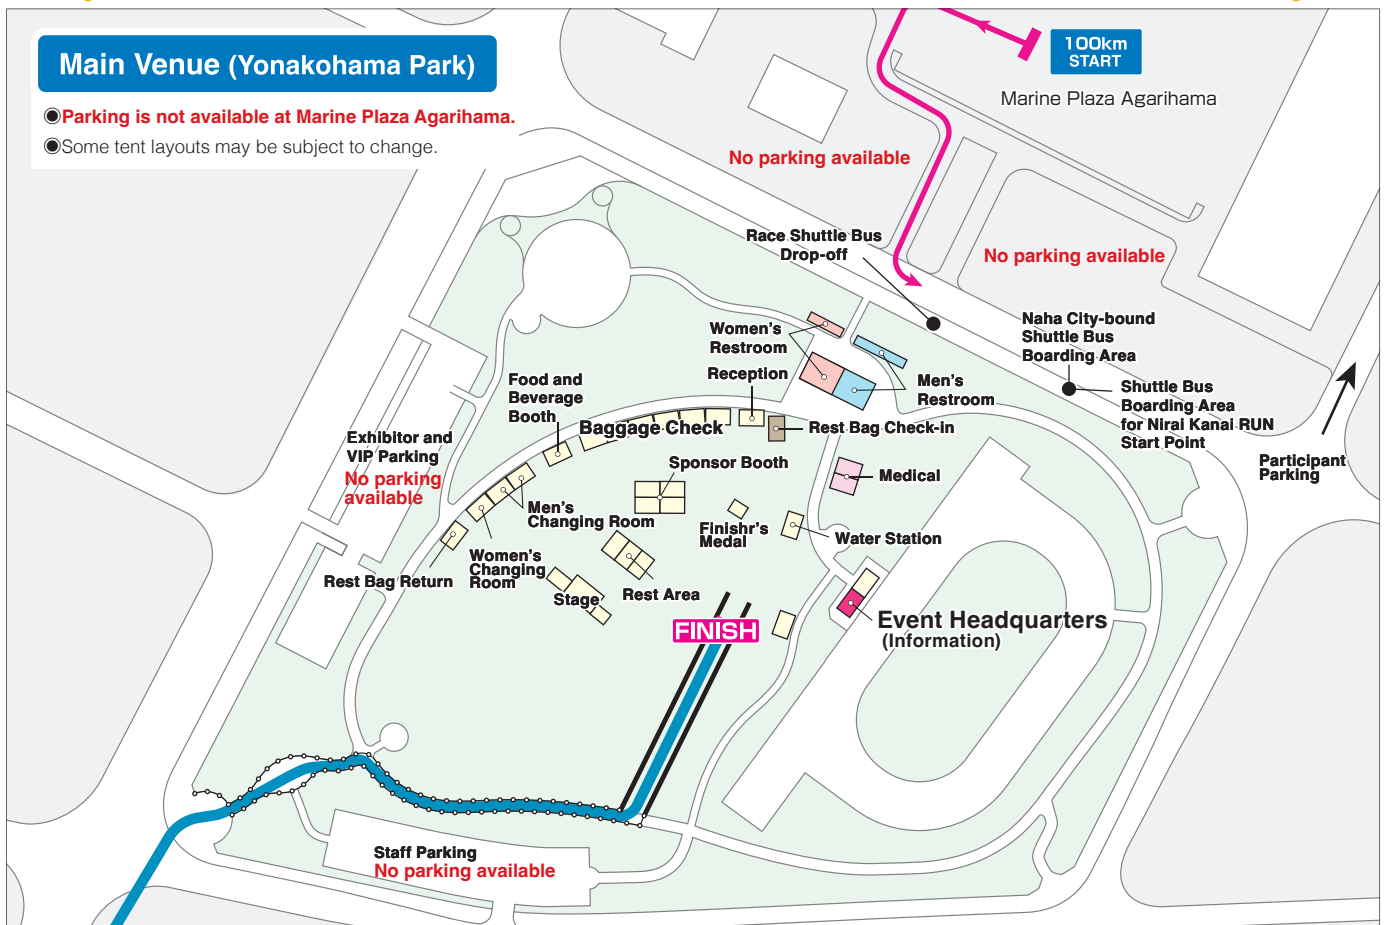 Main Venue (Yonakohama Park)
◉Parking is not available at Marine Plaza Agarihama.
◉Some tent layouts may be subject to change.
100km
START
Marine Plaza Agarihama
No parking available
Race Shuttle Bus
Drop-off
No parking available
Naha City-bound
Shuttle Bus
Boarding Area
Shuttle Bus
Boarding Area
for Nirai Kanai RUN
Start Point
Participant
Parking
Women's
Restroom
Men's
Restroom
Reception
Food and
Beverage
Booth
Baggage Check
Rest Bag Check-in
Exhibitor and
VIP Parking
No parking
available
Sponsor Booth
Medical
Men's
Changing Room
Finishr's
Medal
Water Station
Women's
Changing
Room
Rest Bag Return
Rest Area
Stage
FINISH
Event Headquarters
(Information)
Staff Parking
No parking available